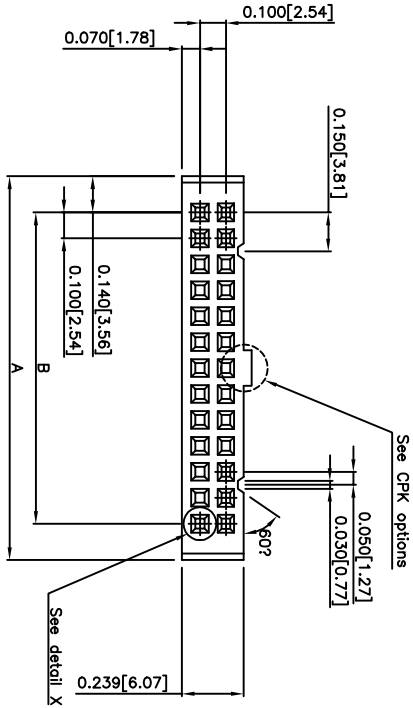 0.100[2.54]
0.070[1.78]
0.150[3.81]
0.140[3.56]
0.100[2.54]
B
A
See CPK options
0.050[1.27]
0.030[0.77]
60?
See detail X
0.239[6.07]